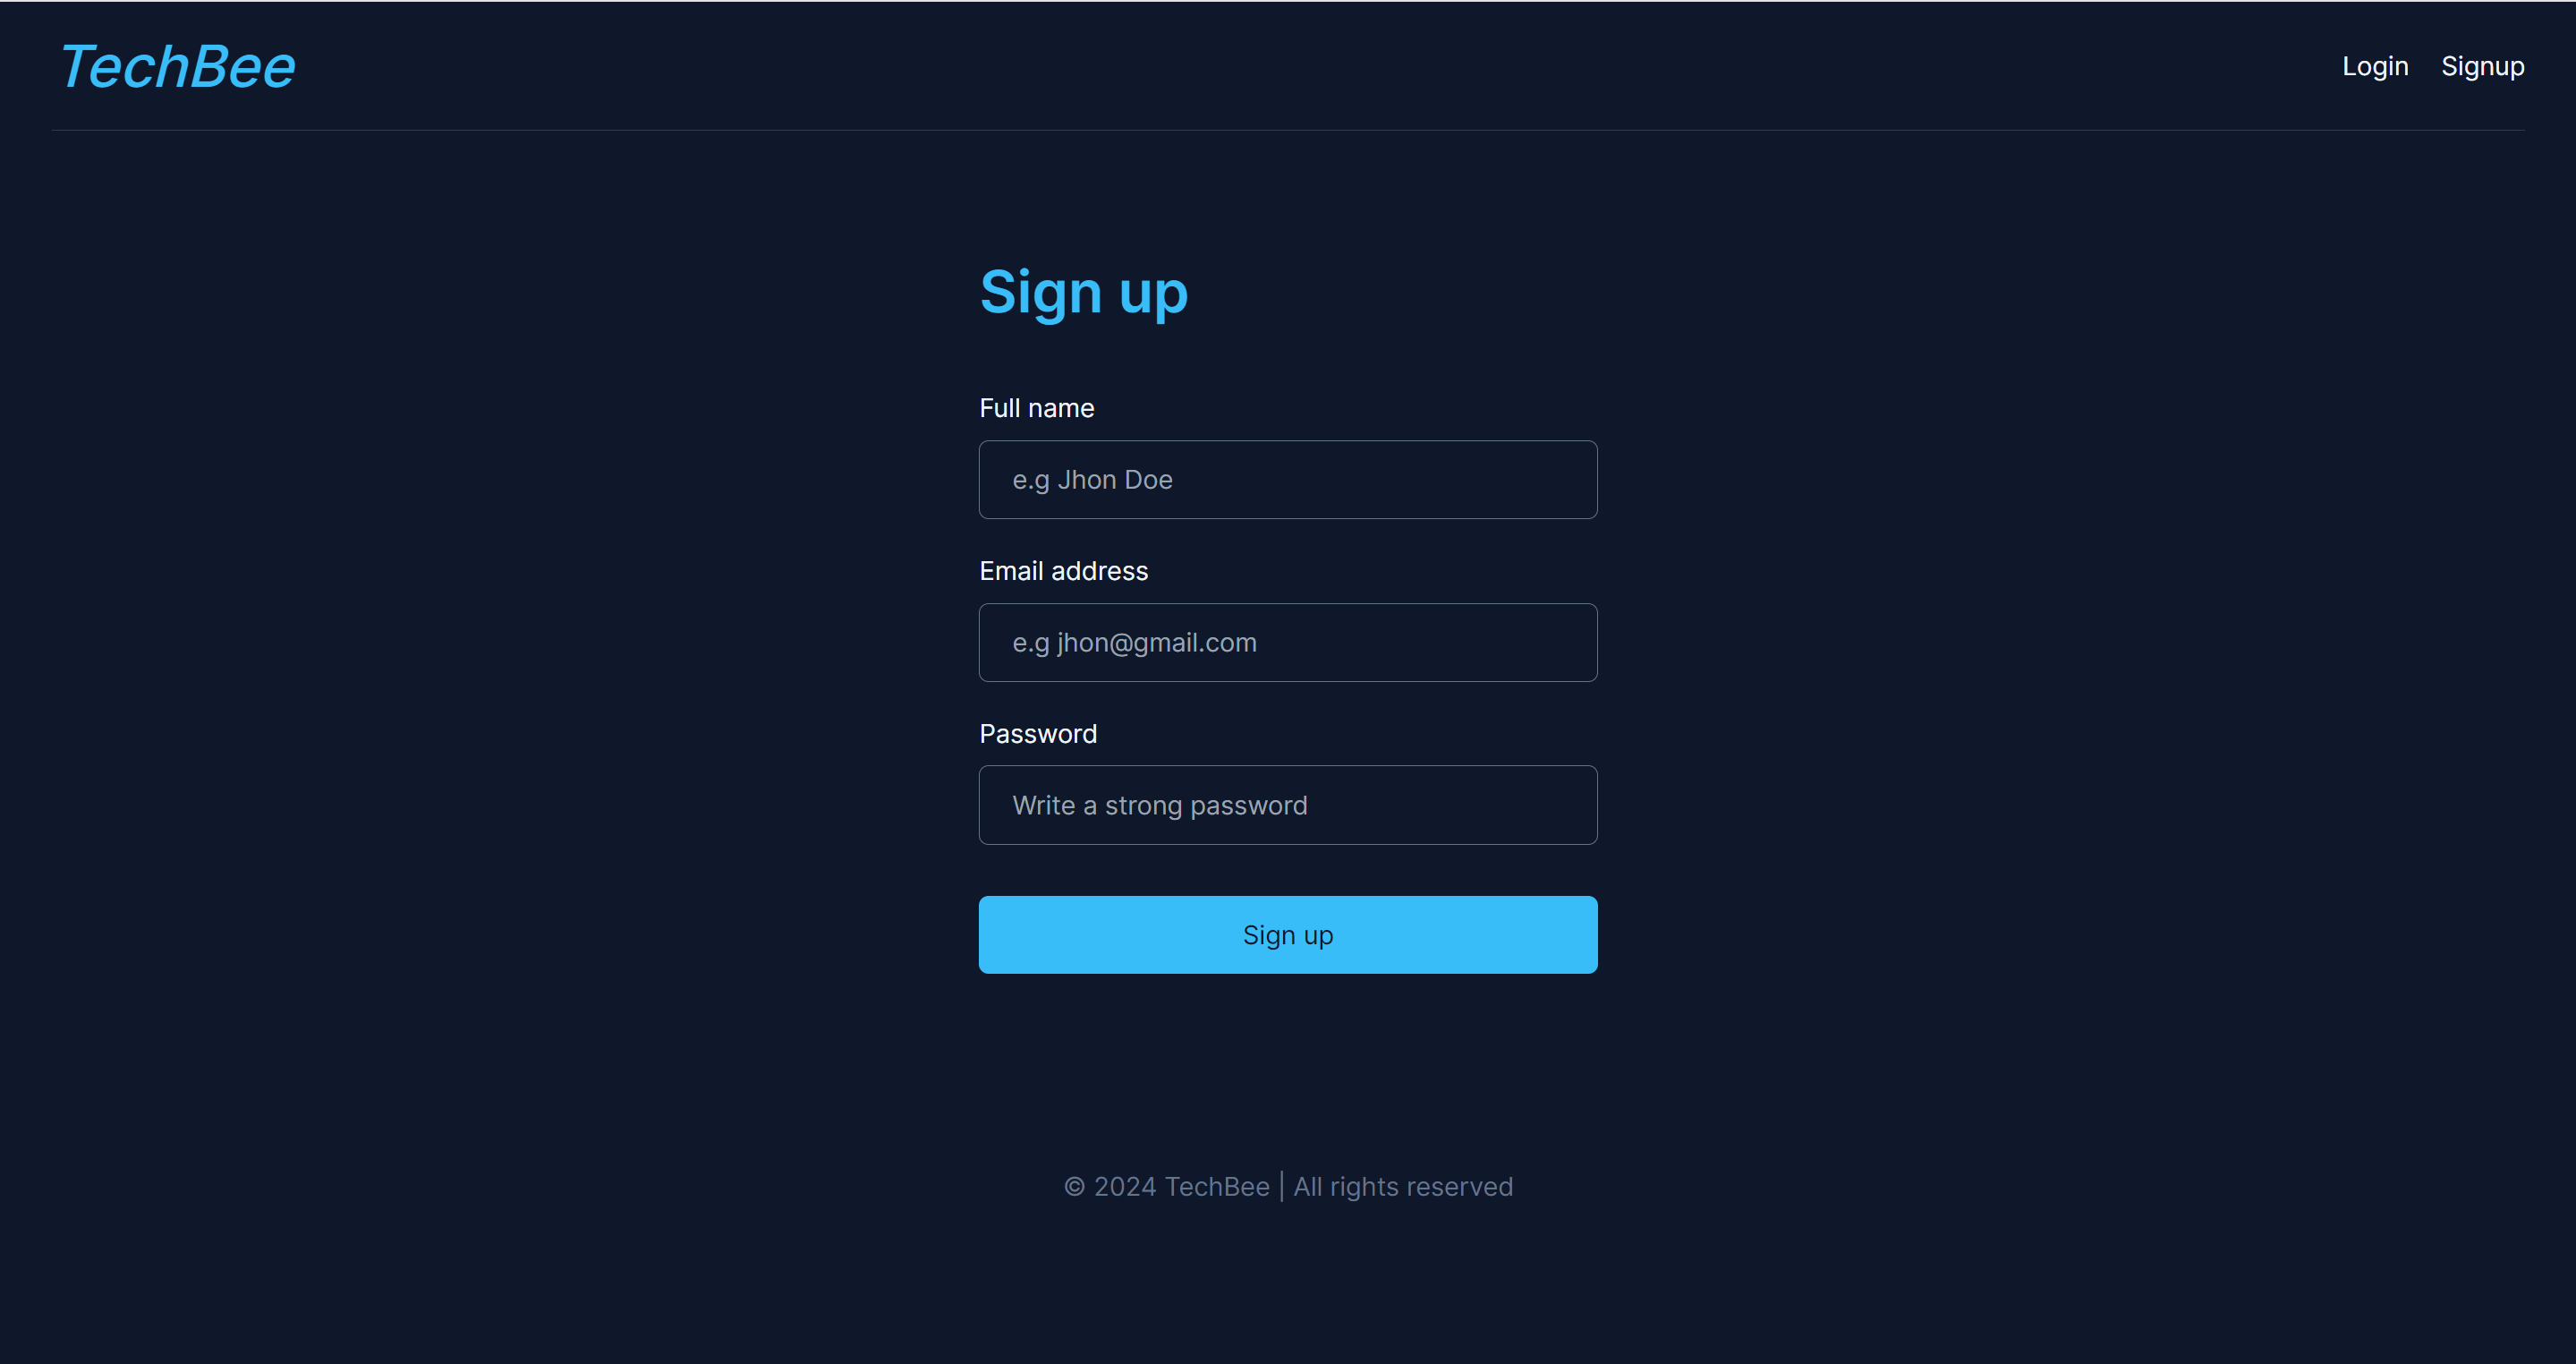 TechBee
Login Signup
Sign up
Full name
e.g Jhon Doe
Email address
e.g jhon@gmail.com
Password
Write a strong password
Sign up
© 2024 TechBee | All rights reserved